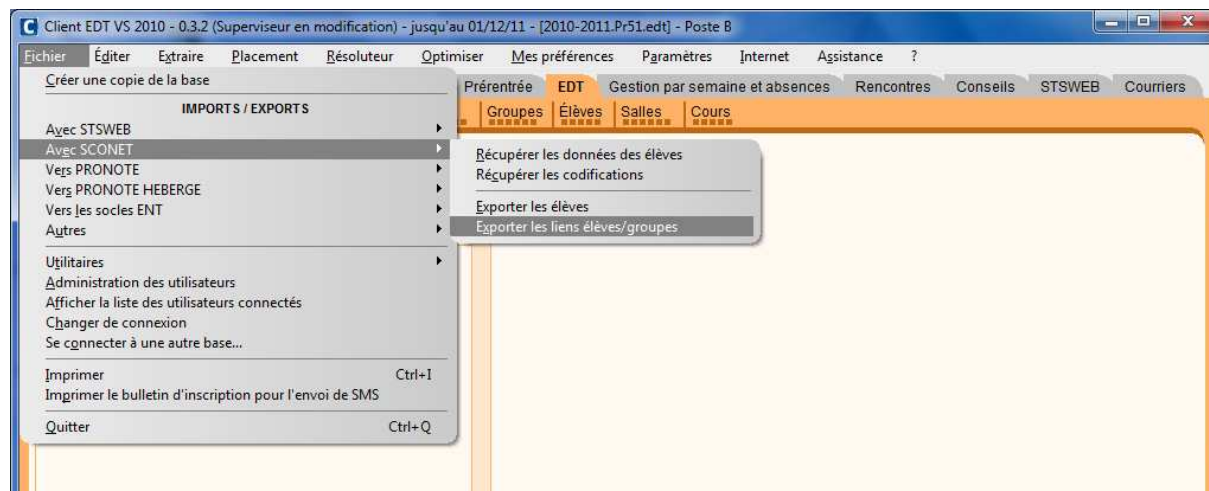 Client EDT VS 2010 - 0.3.2 (Superviseur en modification) - jusqu'au 01/12/11 - [2010-2011.Pr51.edt] - Poste B
Fichier Éditer Extraire Placement Résoluteur Optimiser Mes préférences Paramètres Internet Assistance ?
Prérentrée EDT Gestion par semaine et absences Rencontres Conseils STSWEB Courriers
Groupes Élèves Salles Cours
Créer une copie de la base
IMPORTS / EXPORTS
Avec STSWEB
Avec SCONET
Vers PRONOTE
Vers PRONOTE HEBERGE
Vers les socles ENT
Autres
Utilitaires
Administration des utilisateurs
Afficher la liste des utilisateurs connectés
Changer de connexion
Se connecter à une autre base...
Imprimer Ctrl+I
Imprimer le bulletin d'inscription pour l'envoi de SMS
Quitter Ctrl+Q
Récupérer les données des élèves
Récupérer les codifications
Exporter les élèves
Exporter les liens élèves/groupes